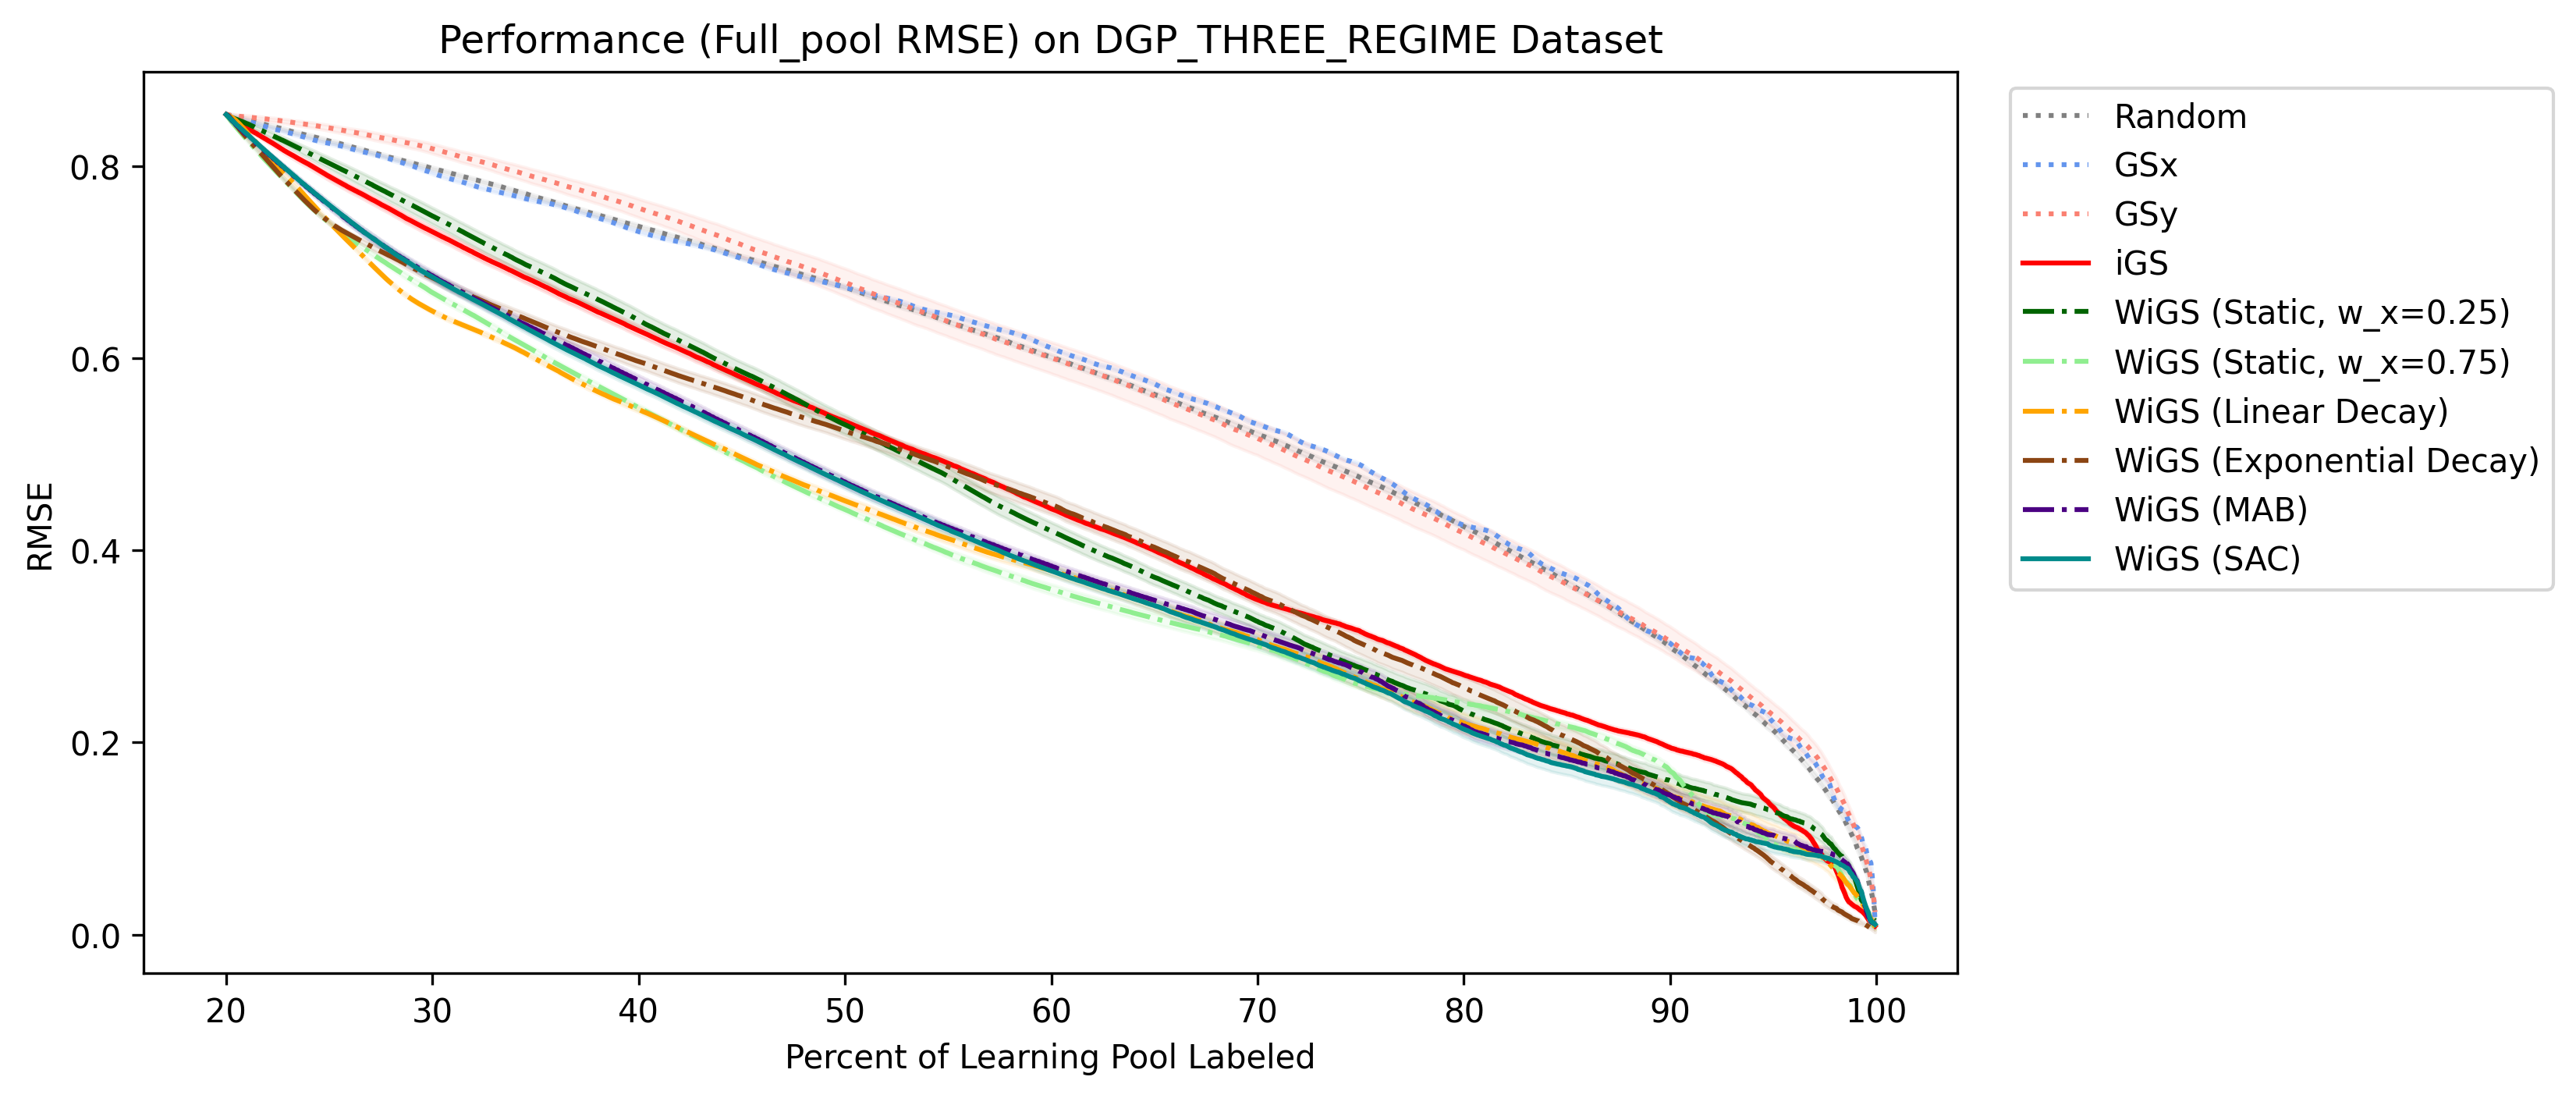 Performance (Full_pool RMSE) on DGP_THREE_REGIME Dataset
RMSE
0.8
0.6
0.4
0.2
0.0
20 30 40 50 60 70 80 90 100
Percent of Learning Pool Labeled
Random
GSx
GSy
iGS
WiGS (Static, w_x=0.25)
WiGS (Static, w_x=0.75)
WiGS (Linear Decay)
WiGS (Exponential Decay)
WiGS (MAB)
WiGS (SAC)